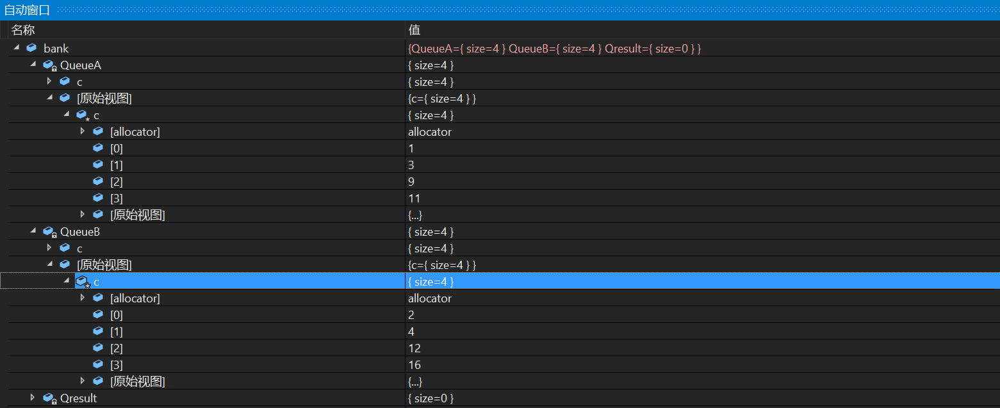 自动窗口
名称 值
bank {QueueA={ size=4 } QueueB={ size=4 } Qresult={ size=0 } }
QueueA { size=4 }
c { size=4 }
[原始视图] {c={ size=4 } }
c { size=4 }
[allocator] allocator
[0] 1
[1] 3
[2] 9
[3] 11
[原始视图] {...}
QueueB { size=4 }
c { size=4 }
[原始视图] {c={ size=4 } }
c { size=4 }
[allocator] allocator
[0] 2
[1] 4
[2] 12
[3] 16
[原始视图] {...}
Qresult { size=0 }